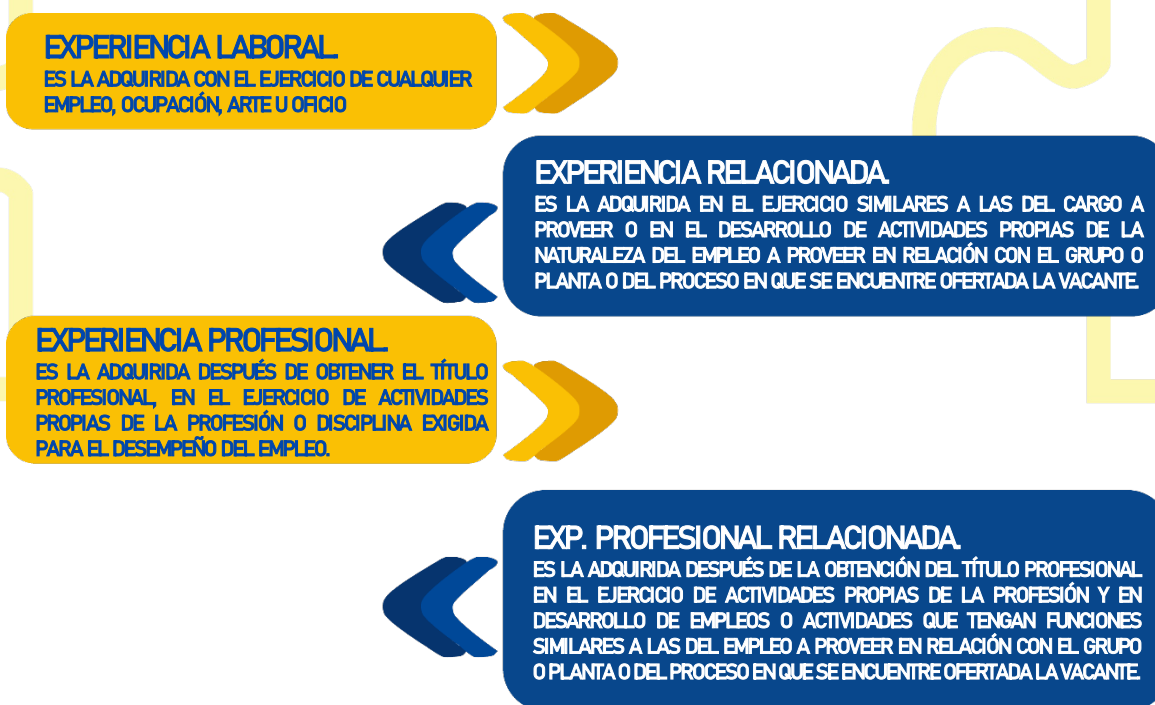 EXPERIENCIA LABORAL.
ES LA ADQUIRIDA CON EL EJERCICIO DE CUALQUIER
EMPLEO, OCUPACIÓN, ARTE U OFICIO
EXPERIENCIA RELACIONADA.
ES LA ADQUIRIDA EN EL EJERCICIO SIMILARES A LAS DEL CARGO A
PROVEER O EN EL DESARROLLO DE ACTIVIDADES PROPIAS DE LA
NATURALEZA DEL EMPLEO A PROVEER EN RELACIÓN CON EL GRUPO O
PLANTA O DEL PROCESO EN QUE SE ENCUENTRE OFERTADA LA VACANTE.
EXPERIENCIA PROFESIONAL.
ES LA ADQUIRIDA DESPUÉS DE OBTENER EL TÍTULO
PROFESIONAL, EN EL EJERCICIO DE ACTIVIDADES
PROPIAS DE LA PROFESIÓN O DISCIPLINA EXIGIDA
PARA EL DESEMPEÑO DEL EMPLEO.
EXP. PROFESIONAL RELACIONADA.
ES LA ADQUIRIDA DESPUÉS DE LA OBTENCIÓN DEL TÍTULO PROFESIONAL
EN EL EJERCICIO DE ACTIVIDADES PROPIAS DE LA PROFESIÓN Y EN
DESARROLLO DE EMPLEOS O ACTIVIDADES QUE TENGAN FUNCIONES
SIMILARES A LAS DEL EMPLEO A PROVEER EN RELACIÓN CON EL GRUPO
O PLANTA O DEL PROCESO EN QUE SE ENCUENTRE OFERTADA LA VACANTE.